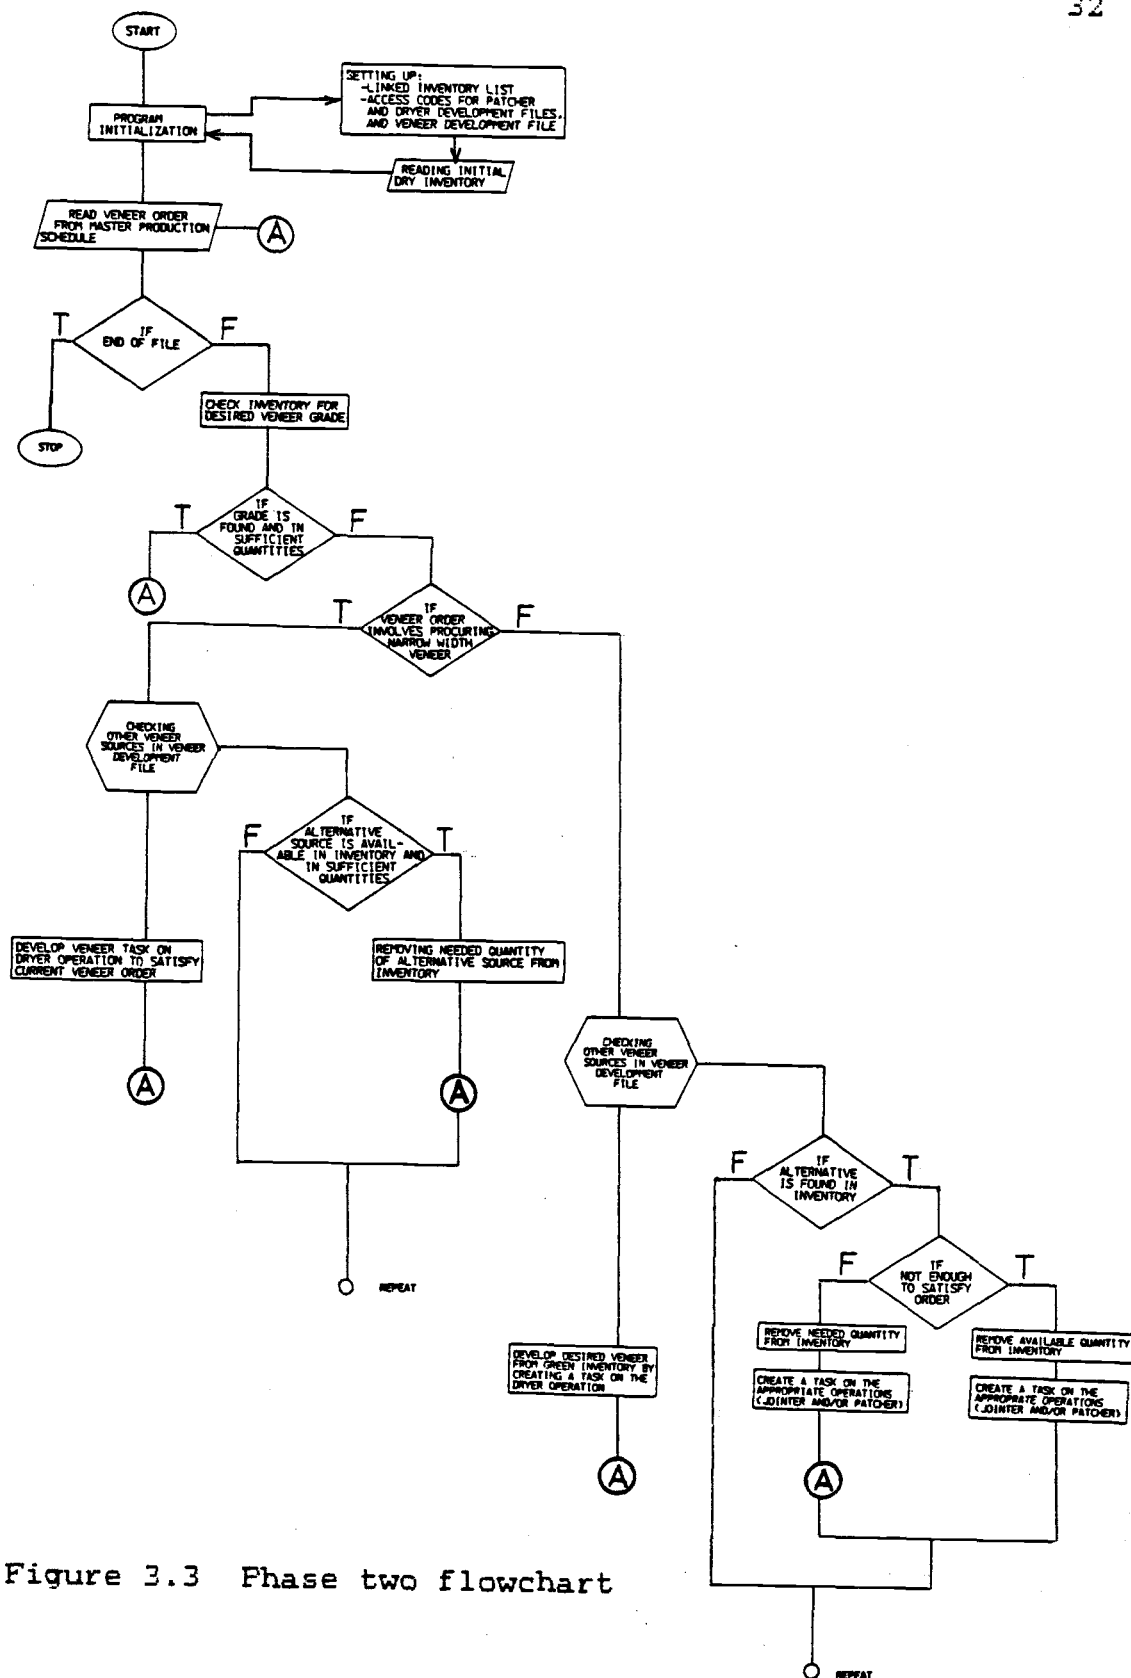 32
START
SETTING UP:
-LINKED INVENTORY LIST
-ACCESS CODES FOR PATCHER
AND DRYER DEVELOPMENT FILES,
AND VENEER DEVELOPMENT FILE
PROGRAM
INITIALIZATION
READING INITIAL
DRY INVENTORY
READ VENEER ORDER
FROM MASTER PRODUCTION
SCHEDULE
A
T
F
IF
END OF FILE
CHECK INVENTORY FOR
DESIRED VENEER GRADE
STOP
T
F
IF
GRADE IS
FOUND AND IN
SUFFICIENT
QUANTITIES
A
T
F
IF
VENEER ORDER
INVOLVES PROCURING
NARROW WIDTH
VENEER
CHECKING
OTHER VENEER
SOURCES IN VENEER
DEVELOPMENT
FILE
F
T
IF
ALTERNATIVE
SOURCE IS AVAIL-
ABLE IN INVENTORY AND
IN SUFFICIENT
QUANTITIES
DEVELOP VENEER TASK ON
DRYER OPERATION TO SATISFY
CURRENT VENEER ORDER
REMOVING NEEDED QUANTITY
OF ALTERNATIVE SOURCE FROM
INVENTORY
A
A
CHECKING
OTHER VENEER
SOURCES IN VENEER
DEVELOPMENT
FILE
F
T
IF
ALTERNATIVE
IS FOUND IN
INVENTORY
REPEAT
F
T
IF
NOT ENOUGH
TO SATISFY
ORDER
DEVELOP DESIRED VENEER
FROM GREEN INVENTORY BY
CREATING A TASK ON THE
DRYER OPERATION
REMOVE NEEDED QUANTITY
FROM INVENTORY
REMOVE AVAILABLE QUANTITY
FROM INVENTORY
CREATE A TASK ON THE
APPROPRIATE OPERATIONS
(JOINTER AND/OR PATCHER)
CREATE A TASK ON THE
APPROPRATE OPERATIONS
(JOINTER AND/OR PATCHER)
A
A
Figure 3.3 Phase two flowchart
REPEAT